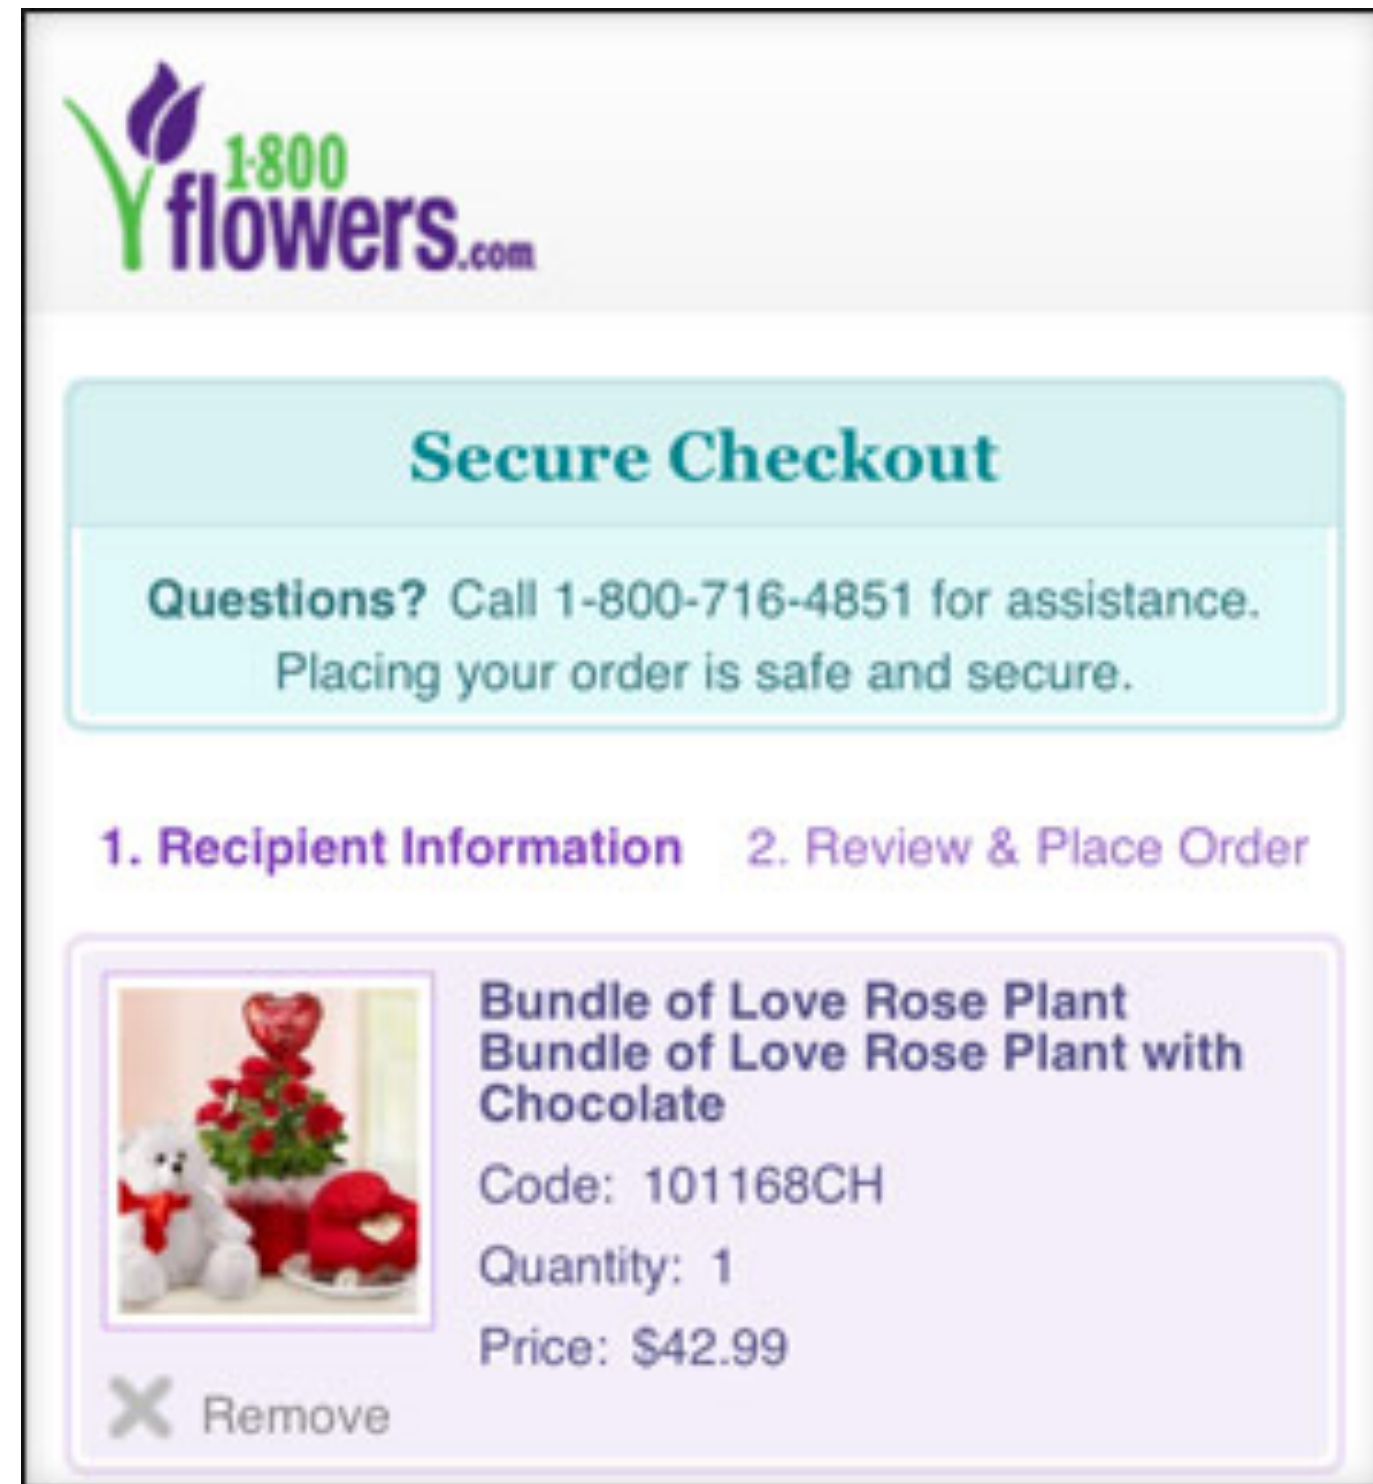 1-800
flowers.com
Secure Checkout
Questions? Call 1-800-716-4851 for assistance.
Placing your order is safe and secure.
1. Recipient Information 2. Review & Place Order
Bundle of Love Rose Plant
Bundle of Love Rose Plant with
Chocolate
Code: 101168CH
Quantity: 1
Price: $42.99
Remove